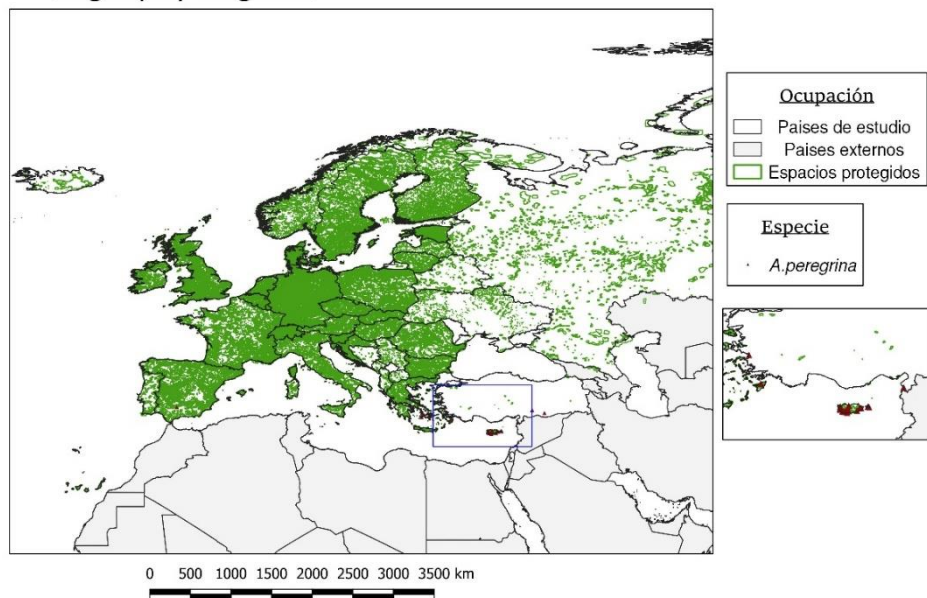 Ocupación
Paises de estudio
Paises externos
Espacios protegidos
Especie
A.peregrina
0 500 1000 1500 2000 2500 3000 3500 km